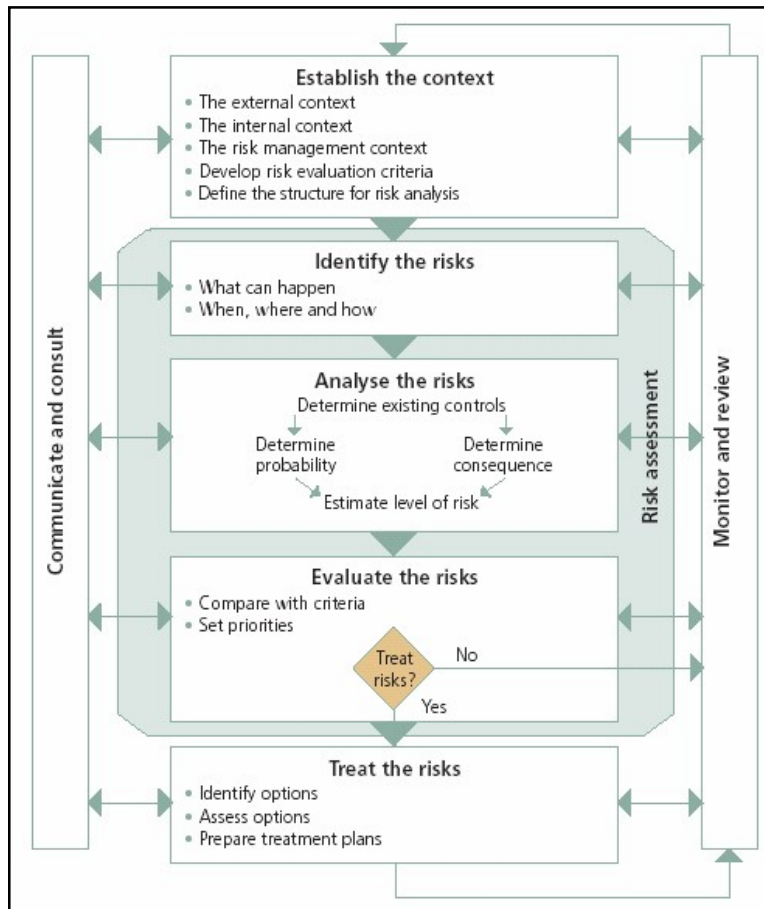 Communicate and consult
Establish the context
• The external context
• The internal context
• The risk management context
• Develop risk evaluation criteria
• Define the structure for risk analysis
Identify the risks
• What can happen
• When, where and how
Analyse the risks
Determine existing controls
Determine
probability
Determine
consequence
Estimate level of risk
Evaluate the risks
• Compare with criteria
• Set priorities
Treat
risks?
No
Yes
Treat the risks
• Identify options
• Assess options
• Prepare treatment plans
Risk assessment
Monitor and review